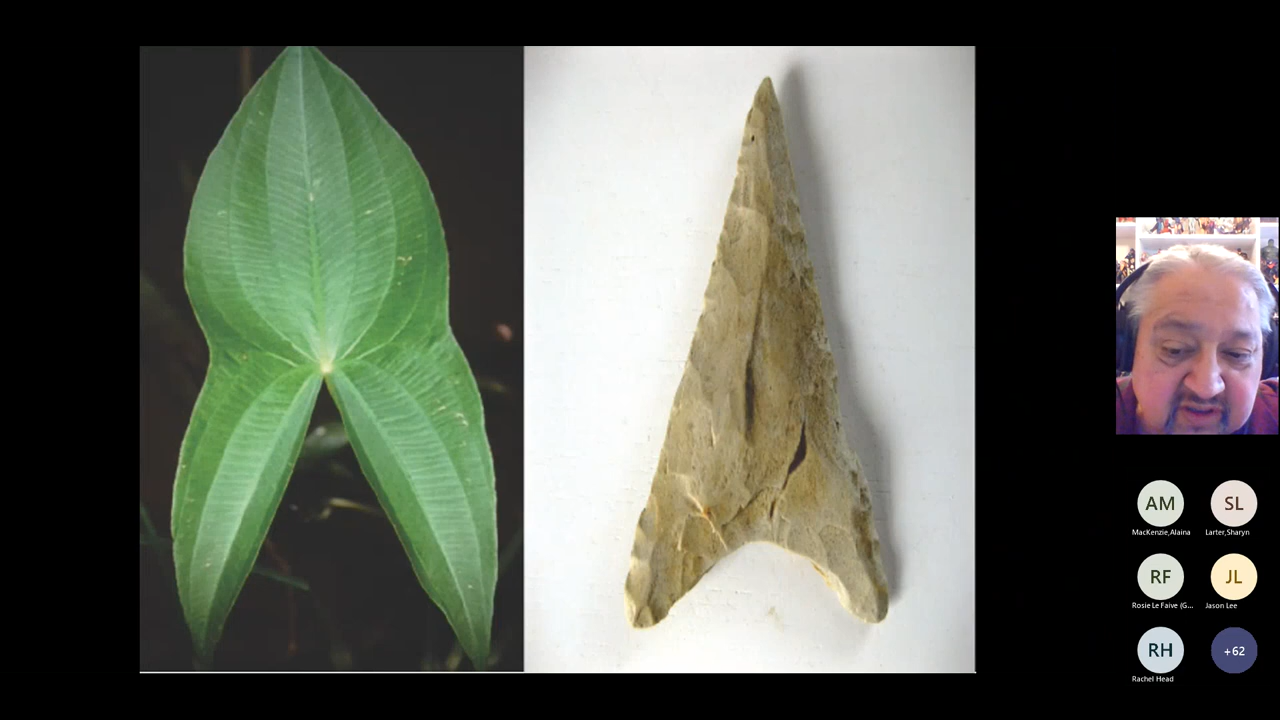 AM
SL
MacKenzie,Alaina
Larter,Sharyn
RF
JL
Rosie Le Faive (G...
Jason Lee
RH
+62
Rachel Head